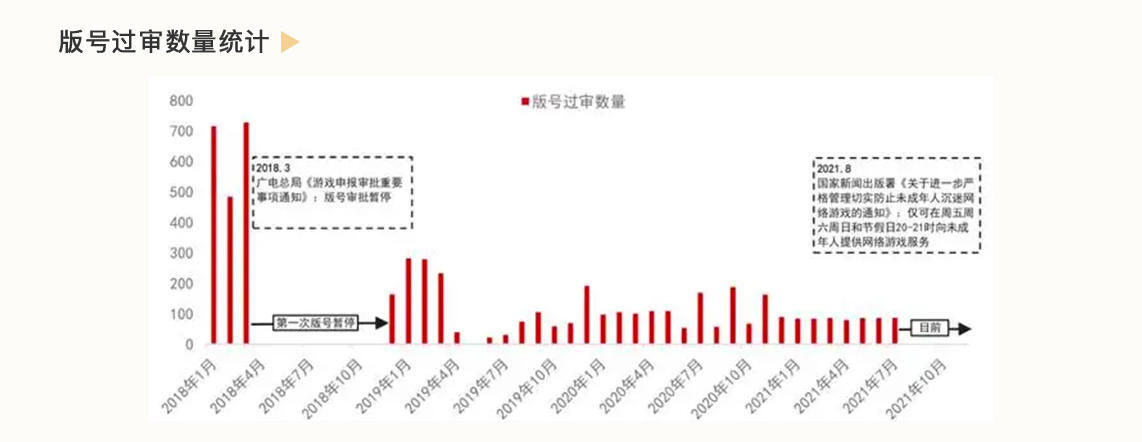 版号过审数量统计
版号过审数量
800
700
600
500
400
300
200
100
0
2018.3
广电总局《游戏申报审批重要
事项通知》:版号审批暂停
2021.8
国家新闻出版署《关于进一步严
格管理切实防止未成年人沉迷网
络游戏的通知》:仅可在周五周
六周日和节假日20-21时向未成
年人提供网络游戏服务
第一次版号暂停
目前
2018年1月
2018年4月
2018年7月
2018年10月
2019年1月
2019年4月
2019年7月
2019年10月
2020年1月
2020年4月
2020年7月
2020年10月
2021年1月
2021年4月
2021年7月
2021年10月